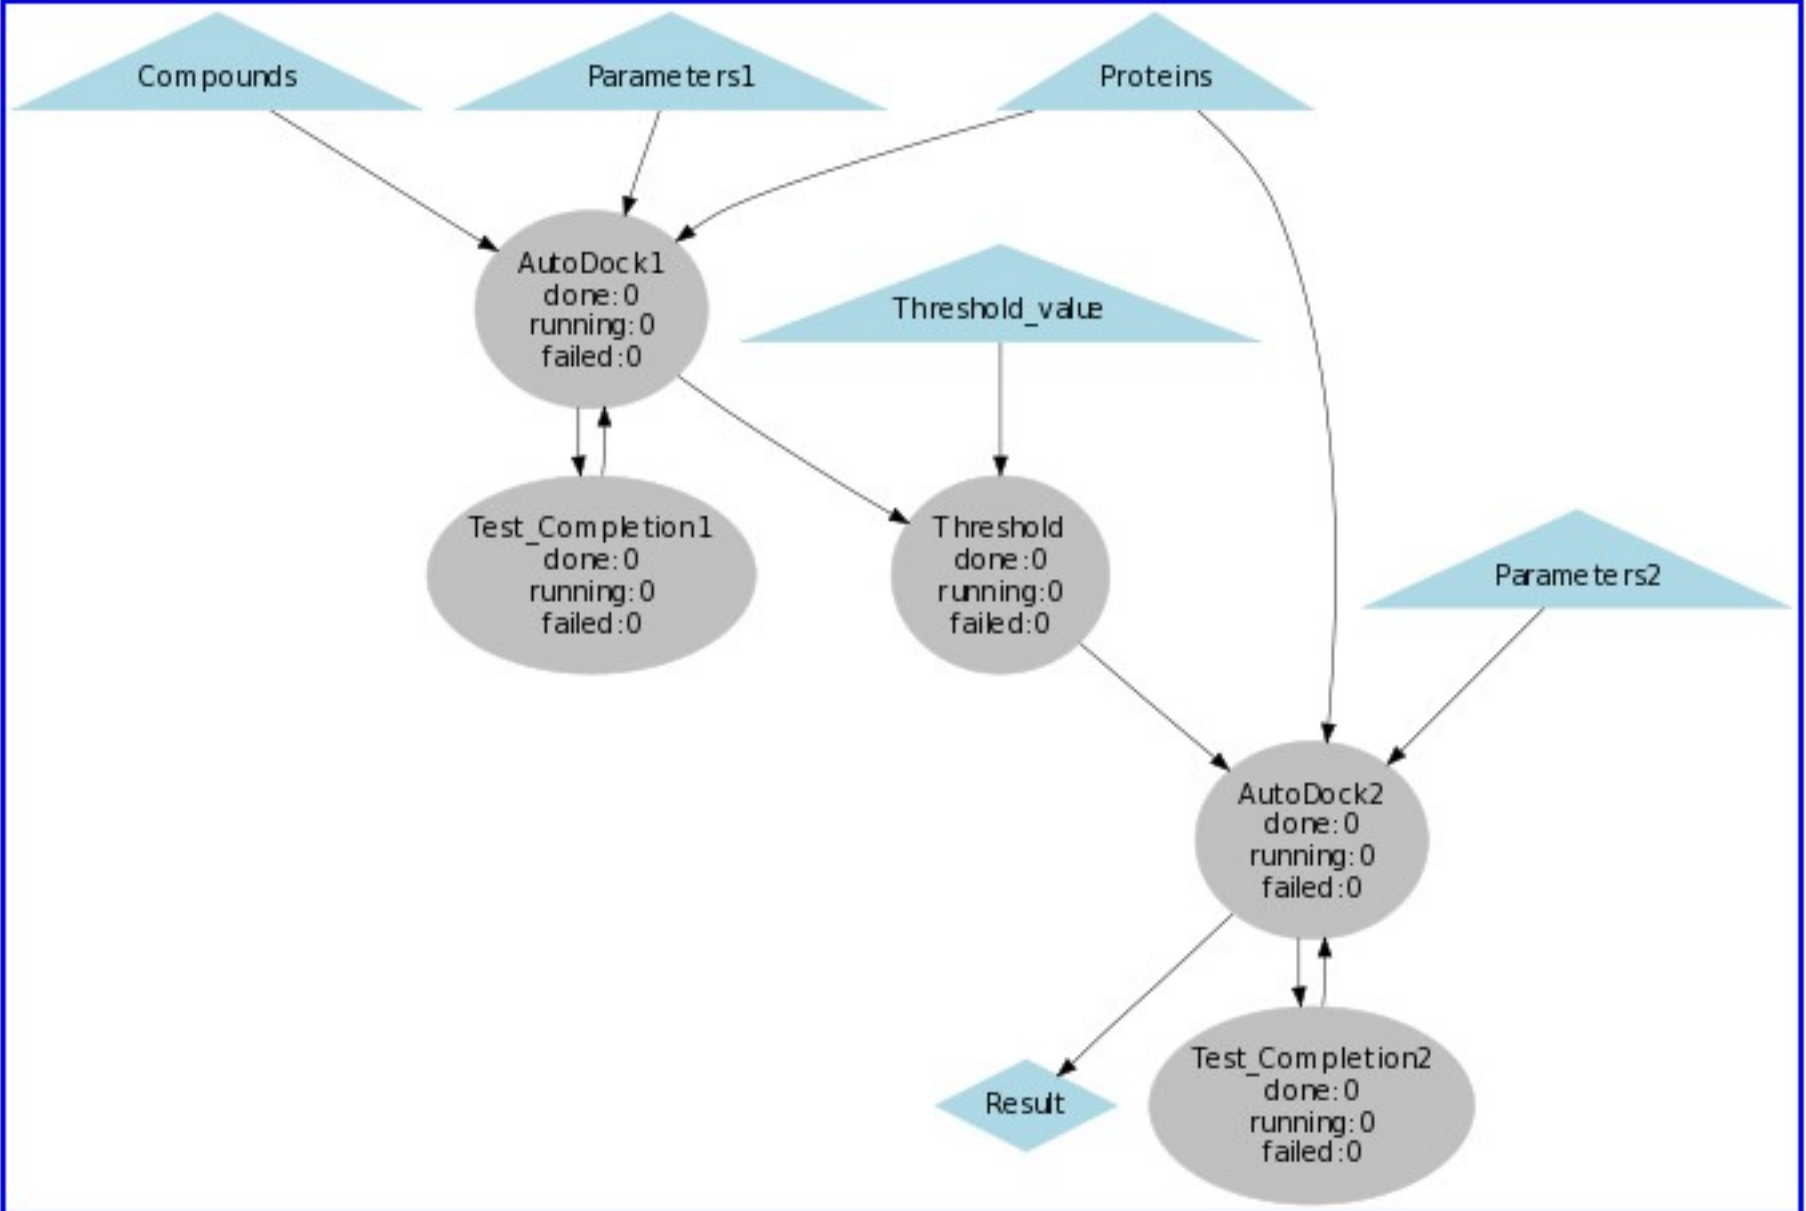 Compounds
Parameters1
Proteins
AutoDock1
done:0
running:0
failed:0
Threshold_value
Test_Completion1
done:0
running:0
failed:0
Threshold
done:0
running:0
failed:0
Parameters2
AutoDock2
done:0
running:0
failed:0
Result
Test_Completion2
done:0
running:0
failed:0